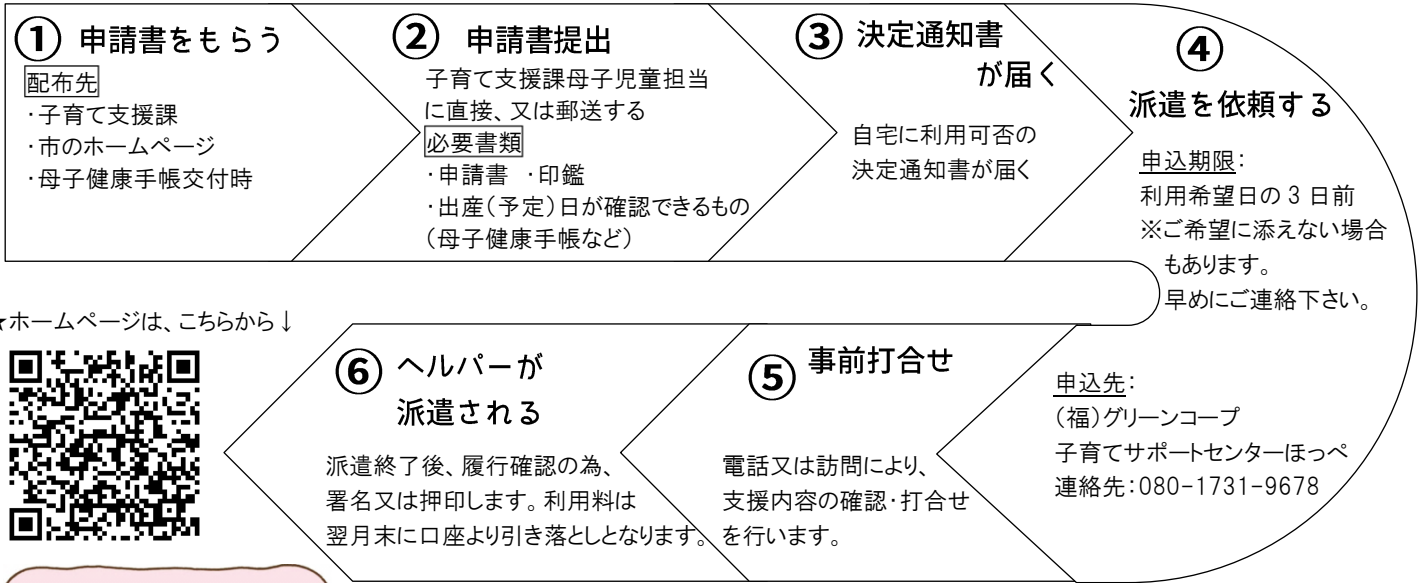 ① 申請書をもらう
配布先
・子育て支援課
・市のホームページ
・母子健康手帳交付時
② 申請書提出
子育て支援課母子児童担当
に直接、又は郵送する
必要書類
・申請書 ・印鑑
・出産(予定)日が確認できるもの
(母子健康手帳など)
③ 決定通知書
が届く
自宅に利用可否の
決定通知書が届く
④
派遣を依頼する
申込期限:
利用希望日の3日前
※ご希望に添えない場合
もあります。
早めにご連絡下さい。
申込先:
(福)グリーンコープ
子育てサポートセンターほっぺ
連絡先:080-1731-9678
⑤ 事前打合せ
電話又は訪問により、
支援内容の確認・打合せ
を行います。
⑥ ヘルパーが
派遣される
派遣終了後、履行確認の為、
署名又は押印します。利用料は
翌月末に口座より引き落としとなります。
★ホームページは、こちらから↓